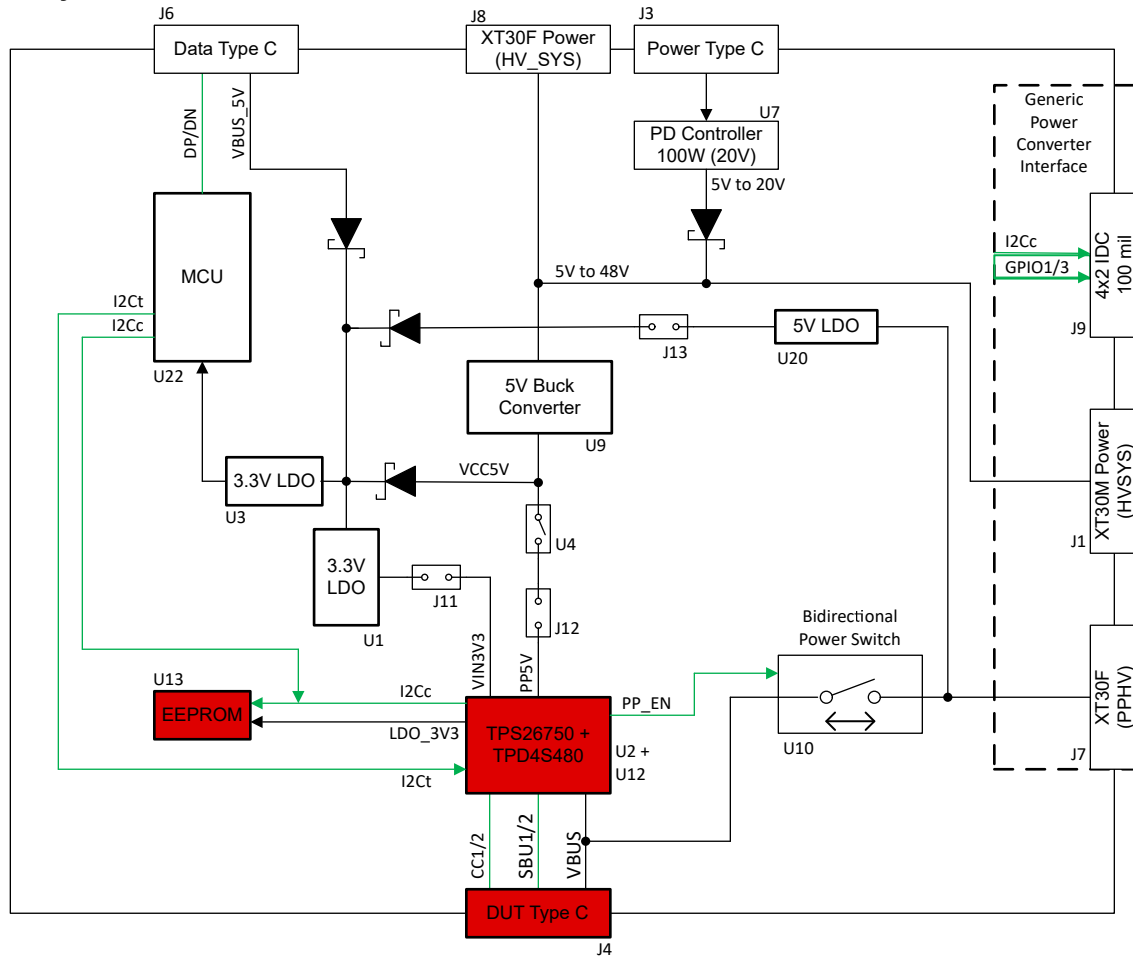 J6
J8
J3
Data Type C
XT30F Power
(HV_SYS)
Power Type C
DP/DN
VBUS_5V
U7
PD Controller
100W (20V)
5V to 20V
Generic
Power
Converter
Interface
MCU
U22
I2Ct
I2Cc
5V to 48V
I2Cc
GPIO1/3
4x2 IDC
100 mil
J9
J13
5V LDO
U20
5V Buck
Converter
U9
VCC5V
3.3V LDO
U3
U4
XT30M Power
(HVSYS)
J1
3.3V
LDO
U1
J11
J12
VIN3V3
PP5V
Bidirectional
Power Switch
U10
XT30F
(PPHV)
J7
U13
EEPROM
I2Cc
LDO_3V3
I2Ct
TPS26750 +
TPD4S480
U2 +
U12
PP_EN
CC1/2
SBU1/2
VBUS
DUT Type C
J4